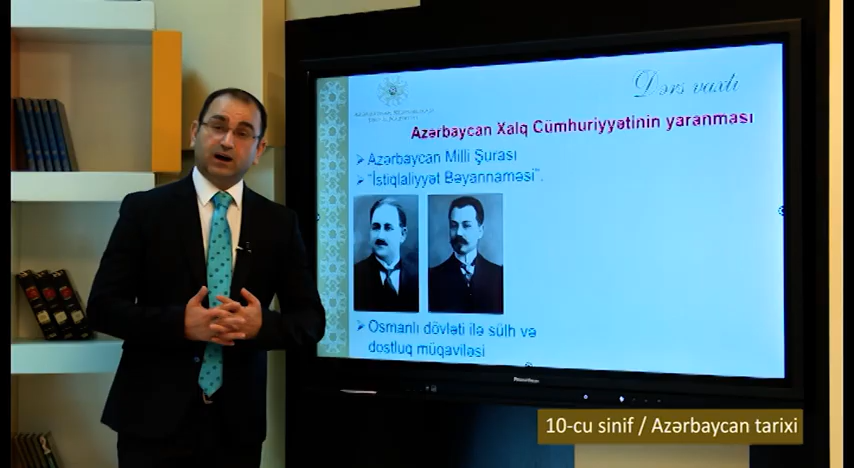 Dərs vaxtı
Azərbaycan Xalq Cümhuriyyətinin yaranması
➢ Azərbaycan Milli Şurası
➢ "İstiqlaliyyət Bəyannaməsi".
➢ Osmanlı dövləti ilə sülh və
dostluq müqaviləsi
10-cu sinif / Azərbaycan tarixi